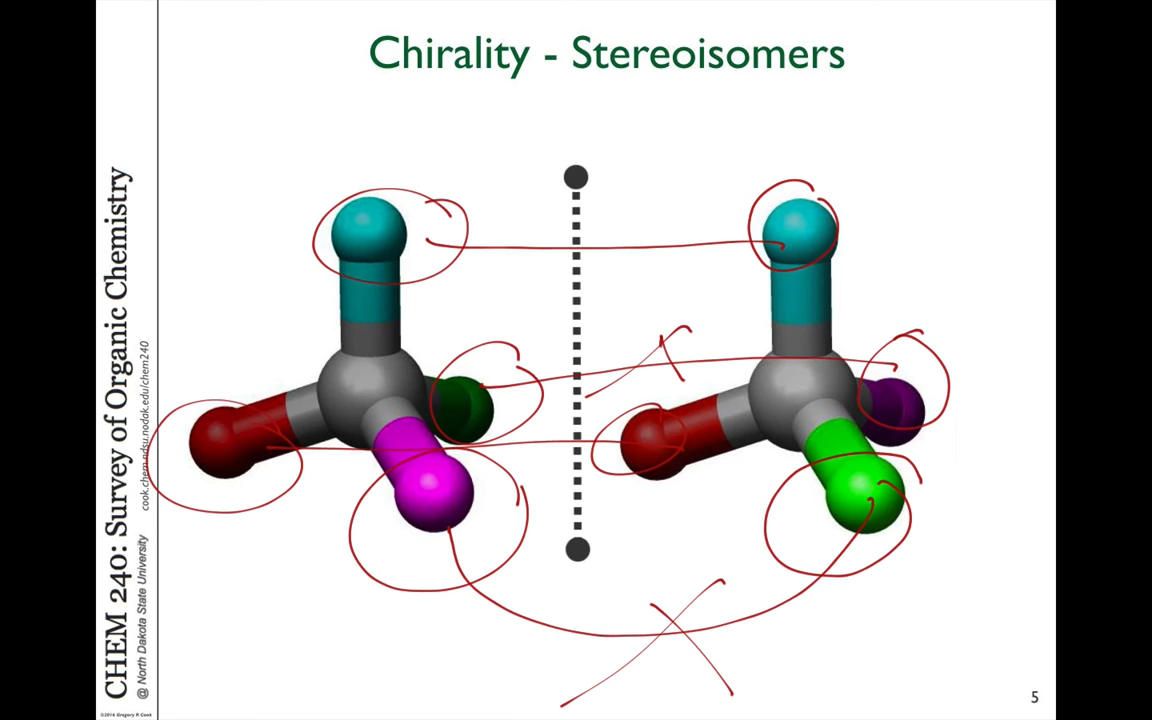 Chirality - Stereoisomers
CHEM 240: Survey of Organic Chemistry
@ North Dakota State University
cook.chem.ndsu.nodak.edu/chem240
©2016 Gregory R. Cook
5